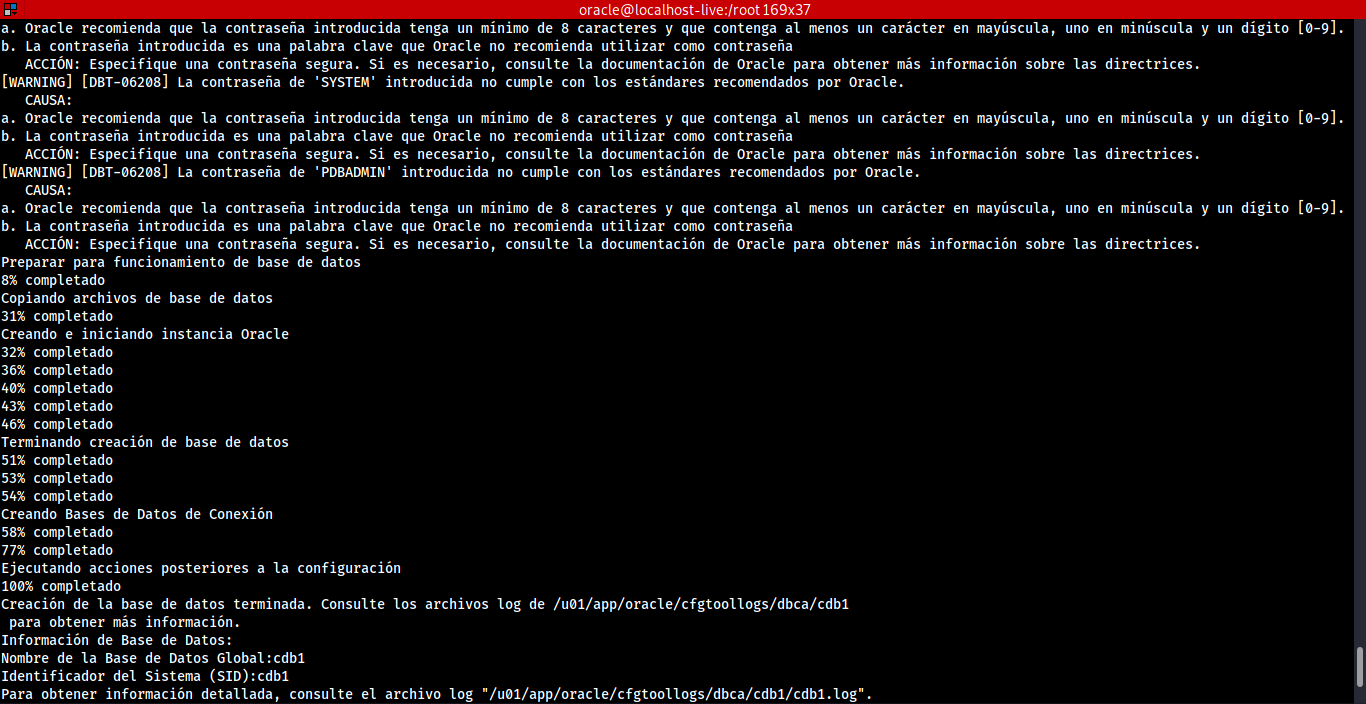 oracle@localhost-live:/root 169x37
a. Oracle recomienda que la contraseña introducida tenga un mínimo de 8 caracteres y que contenga al menos un carácter en mayúscula, uno en minúscula y un dígito [0-9].
b. La contraseña introducida es una palabra clave que Oracle no recomienda utilizar como contraseña
   ACCIÓN: Especifique una contraseña segura. Si es necesario, consulte la documentación de Oracle para obtener más información sobre las directrices.
[WARNING] [DBT-06208] La contraseña de 'SYSTEM' introducida no cumple con los estándares recomendados por Oracle.
   CAUSA:
a. Oracle recomienda que la contraseña introducida tenga un mínimo de 8 caracteres y que contenga al menos un carácter en mayúscula, uno en minúscula y un dígito [0-9].
b. La contraseña introducida es una palabra clave que Oracle no recomienda utilizar como contraseña
   ACCIÓN: Especifique una contraseña segura. Si es necesario, consulte la documentación de Oracle para obtener más información sobre las directrices.
[WARNING] [DBT-06208] La contraseña de 'PDBADMIN' introducida no cumple con los estándares recomendados por Oracle.
   CAUSA:
a. Oracle recomienda que la contraseña introducida tenga un mínimo de 8 caracteres y que contenga al menos un carácter en mayúscula, uno en minúscula y un dígito [0-9].
b. La contraseña introducida es una palabra clave que Oracle no recomienda utilizar como contraseña
   ACCIÓN: Especifique una contraseña segura. Si es necesario, consulte la documentación de Oracle para obtener más información sobre las directrices.
Preparar para funcionamiento de base de datos
8% completado
Copiando archivos de base de datos
31% completado
Creando e iniciando instancia Oracle
32% completado
36% completado
40% completado
43% completado
46% completado
Terminando creación de base de datos
51% completado
53% completado
54% completado
Creando Bases de Datos de Conexión
58% completado
77% completado
Ejecutando acciones posteriores a la configuración
100% completado
Creación de la base de datos terminada. Consulte los archivos log de /u01/app/oracle/cfgtoollogs/dbca/cdb1
 para obtener más información.
Información de Base de Datos:
Nombre de la Base de Datos Global:cdb1
Identificador del Sistema (SID):cdb1
Para obtener información detallada, consulte el archivo log "/u01/app/oracle/cfgtoollogs/dbca/cdb1/cdb1.log".